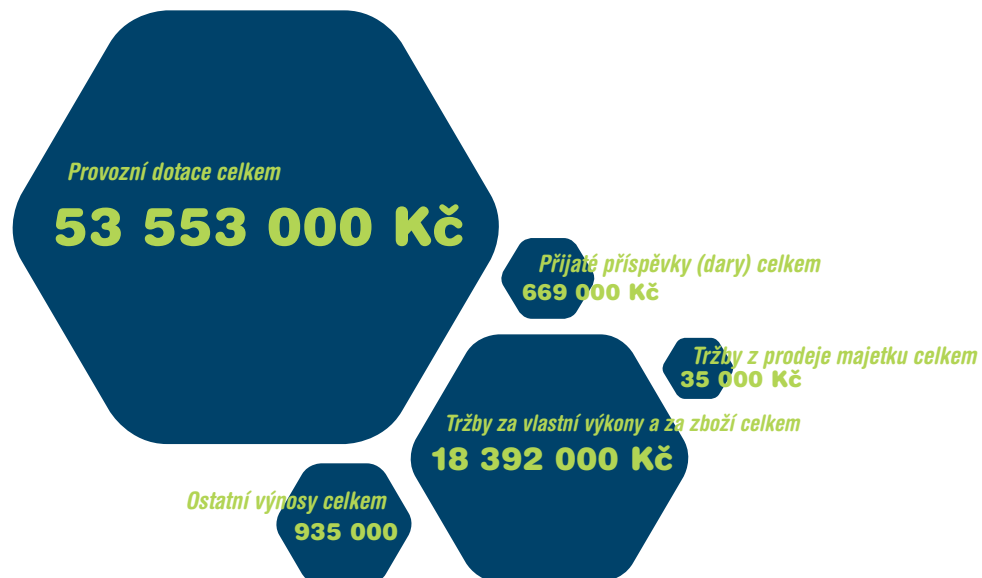 Provozní dotace celkem
53 553 000 Kč
Přijaté příspěvky (dary) celkem
669 000 Kč
Tržby z prodeje majetku celkem
35 000 Kč
Tržby za vlastní výkony a za zboží celkem
18 392 000 Kč
Ostatní výnosy celkem
935 000